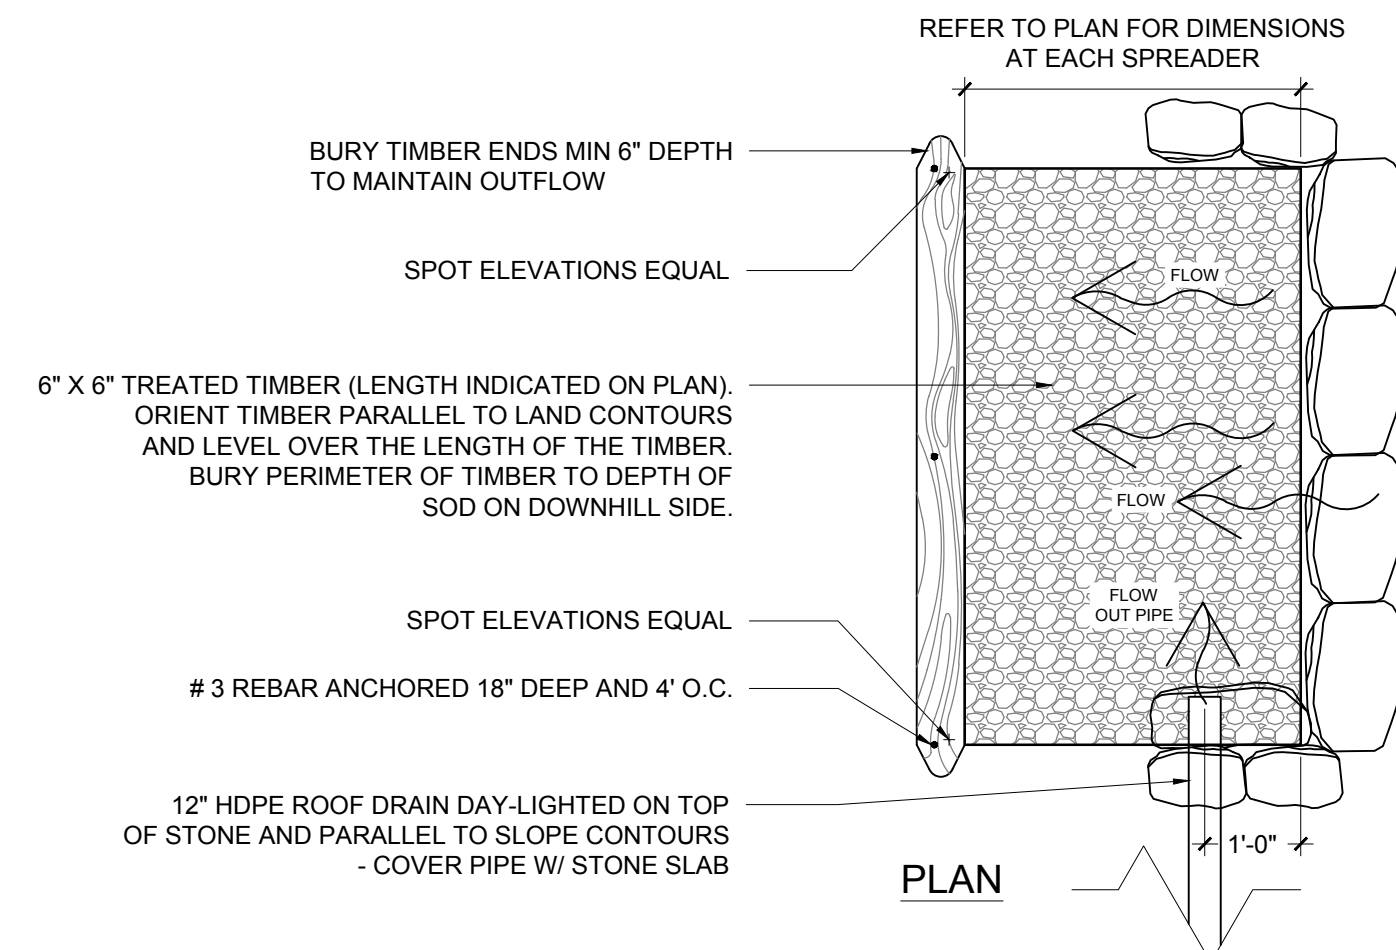 REFER TO PLAN FOR DIMENSIONS
AT EACH SPREADER
BURY TIMBER ENDS MIN 6" DEPTH
TO MAINTAIN OUTFLOW
SPOT ELEVATIONS EQUAL
FLOW
6" X 6" TREATED TIMBER (LENGTH INDICATED ON PLAN).
ORIENT TIMBER PARALLEL TO LAND CONTOURS
AND LEVEL OVER THE LENGTH OF THE TIMBER.
BURY PERIMETER OF TIMBER TO DEPTH OF
SOD ON DOWNHILL SIDE.
FLOW
FLOW
OUT PIPE
SPOT ELEVATIONS EQUAL
# 3 REBAR ANCHORED 18" DEEP AND 4' O.C.
12" HDPE ROOF DRAIN DAY-LIGHTED ON TOP
OF STONE AND PARALLEL TO SLOPE CONTOURS
- COVER PIPE W/ STONE SLAB
1'-0"
PLAN